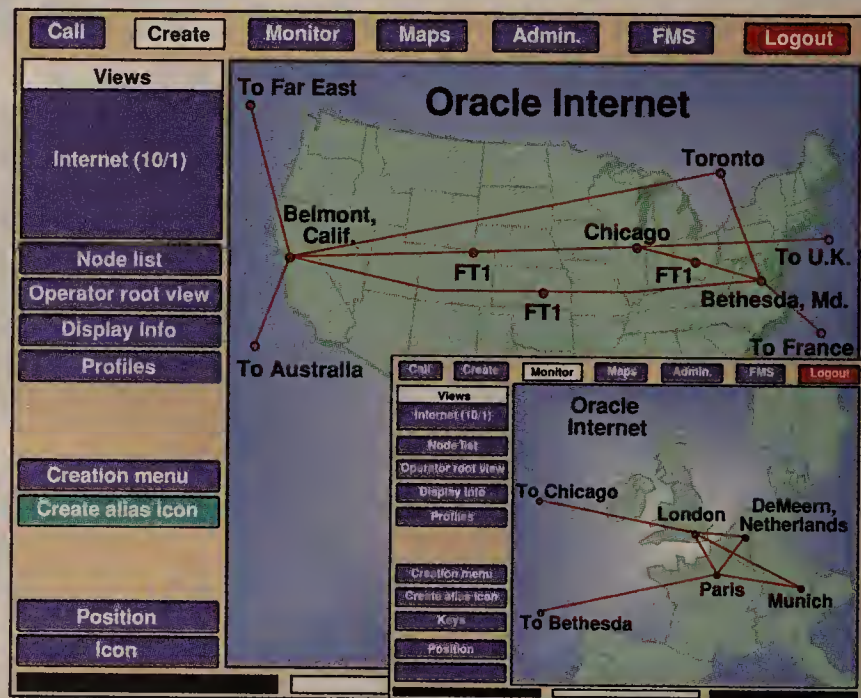 Call
Create
Monitor
Maps
Admin.
FMS
Logout
Views
Internet (10/1)
Node list
Operator root view
Display info
Profiles
Creation menu
Create alias icon
Position
Icon
Oracle Internet
To Far East
Toronto
Belmont,
Calif.
Chicago
To U.K.
FT1
FT1
FT1
Bethesda, Md.
To France
To Australia
Call
Create
Monitor
Maps
Admin.
FMS
Logout
Views
Internet (10/1)
Node list
Operator root view
Display info
Profiles
Creation menu
Create alias icon
Keys
Position
Oracle
Internet
To Chicago
London
DeMeern,
Netherlands
Paris
Munich
To Bethesda